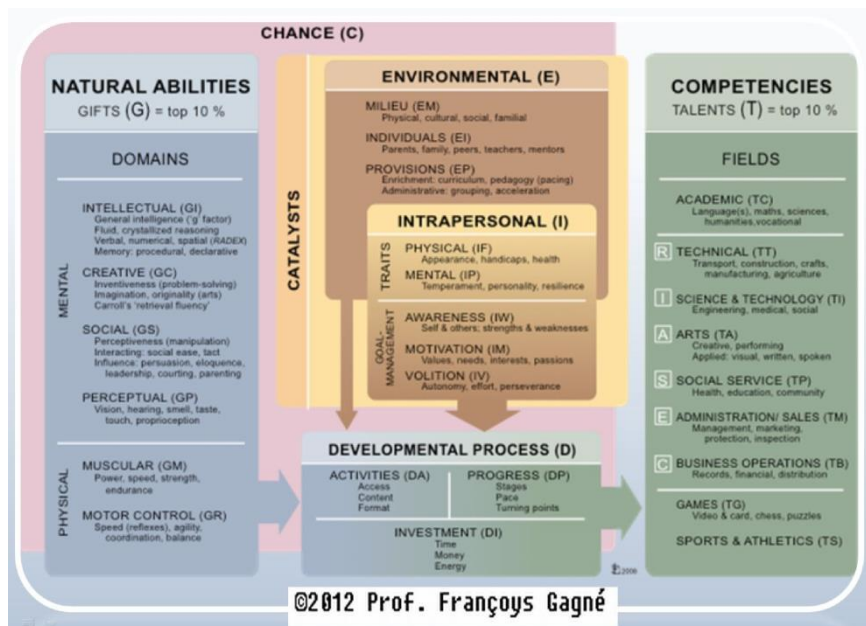 CHANCE (C)
NATURAL ABILITIES
GIFTS (G) = top 10 %
DOMAINS
MENTAL
INTELLECTUAL (GI)
General intelligence ('g' factor)
Fluid, crystallized reasoning
Verbal, numerical, spatial (RADEX)
Memory: procedural, declarative
CREATIVE (GC)
Inventiveness (problem-solving)
Imagination, originality (arts)
Carroll's 'retrieval fluency'
SOCIAL (GS)
Perceptiveness (manipulation)
Interacting: social ease, tact
Influence: persuasion, eloquence,
leadership, courting, parenting
PERCEPTUAL (GP)
Vision, hearing, smell, taste,
touch, proprioception
PHYSICAL
MUSCULAR (GM)
Power, speed, strength,
endurance
MOTOR CONTROL (GR)
Speed (reflexes), agility,
coordination, balance
CATALYSTS
ENVIRONMENTAL (E)
MILIEU (EM)
Physical, cultural, social, familial
INDIVIDUALS (EI)
Parents, family, peers, teachers, mentors
PROVISIONS (EP)
Enrichment: curriculum, pedagogy (pacing)
Administrative: grouping, acceleration
INTRAPERSONAL (I)
TRAITS
PHYSICAL (IF)
Appearance, handicaps, health
MENTAL (IP)
Temperament, personality, resilience
GOAL-
MANAGEMENT
AWARENESS (IW)
Self & others; strengths & weaknesses
MOTIVATION (IM)
Values, needs, interests, passions
VOLITION (IV)
Autonomy, effort, perseverance
DEVELOPMENTAL PROCESS (D)
ACTIVITIES (DA)
Access
Content
Format
PROGRESS (DP)
Stages
Pace
Turning points
INVESTMENT (DI)
Time
Money
Energy
COMPETENCIES
TALENTS (T) = top 10 %
FIELDS
ACADEMIC (TC)
Language(s), maths, sciences,
humanities,vocational
R TECHNICAL (TT)
Transport, construction, crafts,
manufacturing, agriculture
I SCIENCE & TECHNOLOGY (TI)
Engineering, medical, social
A ARTS (TA)
Creative, performing
Applied: visual, written, spoken
S SOCIAL SERVICE (TP)
Health, education, community
E ADMINISTRATION/ SALES (TM)
Management, marketing,
protection, inspection
C BUSINESS OPERATIONS (TB)
Records, financial, distribution
GAMES (TG)
Video & card, chess, puzzles
SPORTS & ATHLETICS (TS)
©2012 Prof. Françoys Gagné